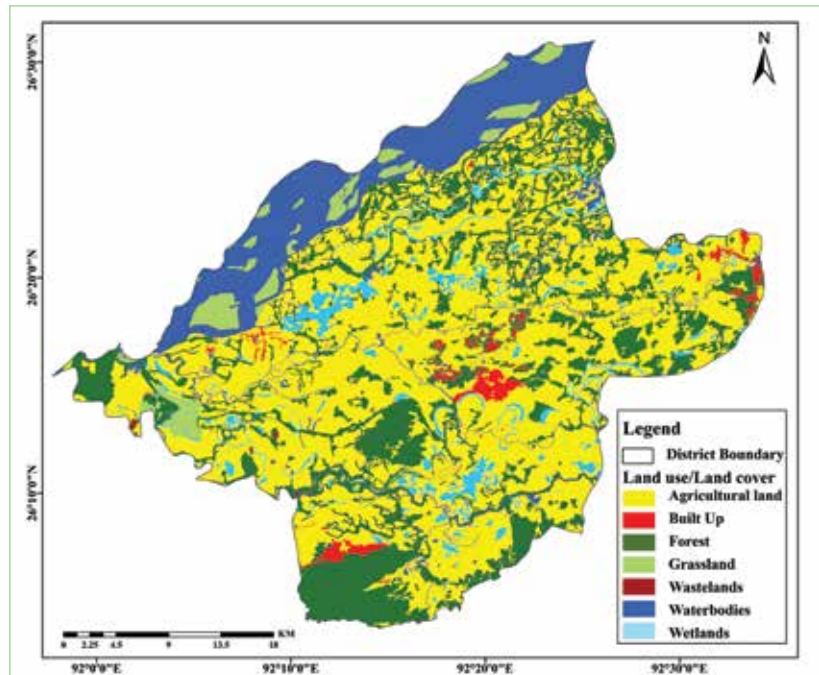 N
26°30'0"N
26°20'0"N
26°10'0"N
Legend
District Boundary
Land use/Land cover
Agricultural land
Built Up
Forest
Grassland
Wastelands
Waterbodies
Wetlands
KM
0 2.25 4.5 9 13.5 18
92°0'0"E 92°10'0"E 92°20'0"E 92°30'0"E